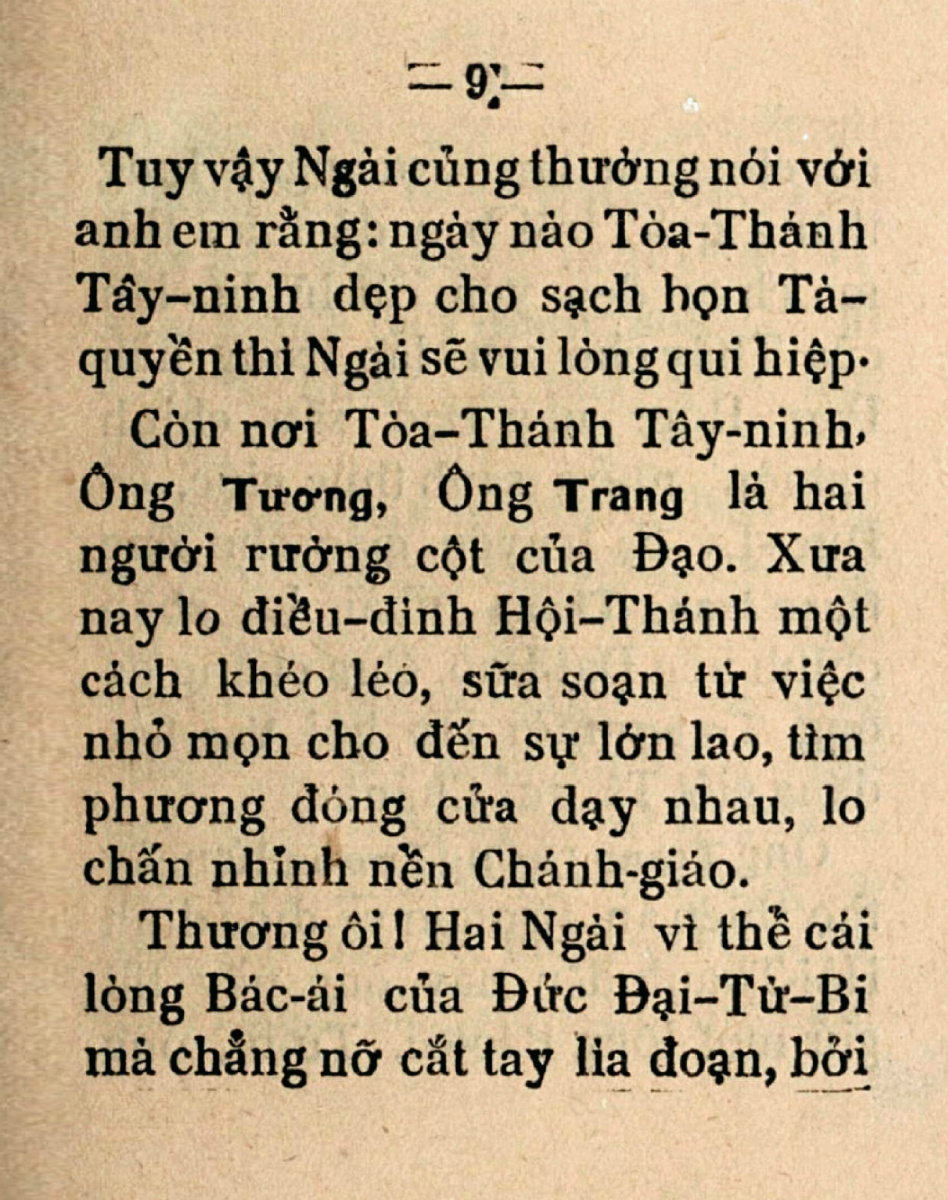 — 9 —
Tuy vậy Ngài củng thường nói với
anh em rằng: ngày nào Tòa-Thánh
Tây-ninh dẹp cho sạch bọn Tà-
quyền thì Ngài sẽ vui lòng qui hiệp.
Còn nơi Tòa-Thánh Tây-ninh,
Ông Tương, Ông Trang là hai
người rường cột của Đạo. Xưa
nay lo điều-đình Hội-Thánh một
cách khéo léo, sữa soạn từ việc
nhỏ mọn cho đến sự lớn lao, tìm
phương đóng cửa dạy nhau, lo
chấn nhỉnh nền Chánh-giáo.
Thương ôi! Hai Ngài vì thể cái
lòng Bác-ái của Đức Đại-Từ-Bi
mà chẳng nỡ cắt tay lìa đoạn, bởi